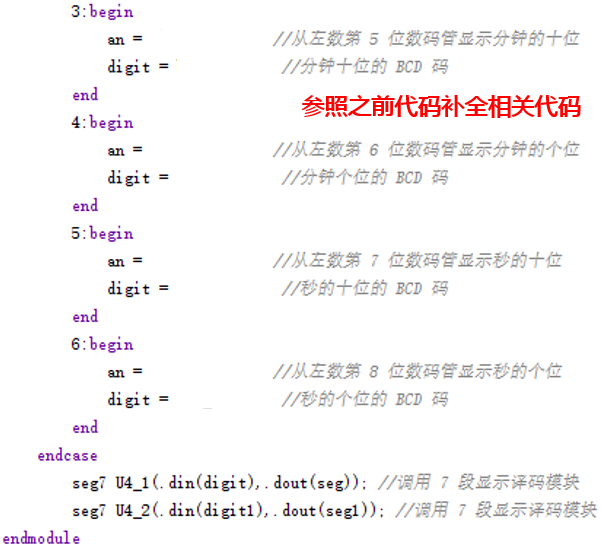 3:begin
an = //从左数第 5 位数码管显示分钟的十位
digit = //分钟十位的 BCD 码
end
参照之前代码补全相关代码
4:begin
an = //从左数第 6 位数码管显示分钟的个位
digit = //分钟个位的 BCD 码
end
5:begin
an = //从左数第 7 位数码管显示秒的十位
digit = //秒的十位的 BCD 码
end
6:begin
an = //从左数第 8 位数码管显示秒的个位
digit = //秒的个位的 BCD 码
end
endcase
seg7 U4_1(.din(digit),.dout(seg)); //调用 7 段显示译码模块
seg7 U4_2(.din(digit1),.dout(seg1)); //调用 7 段显示译码模块
endmodule